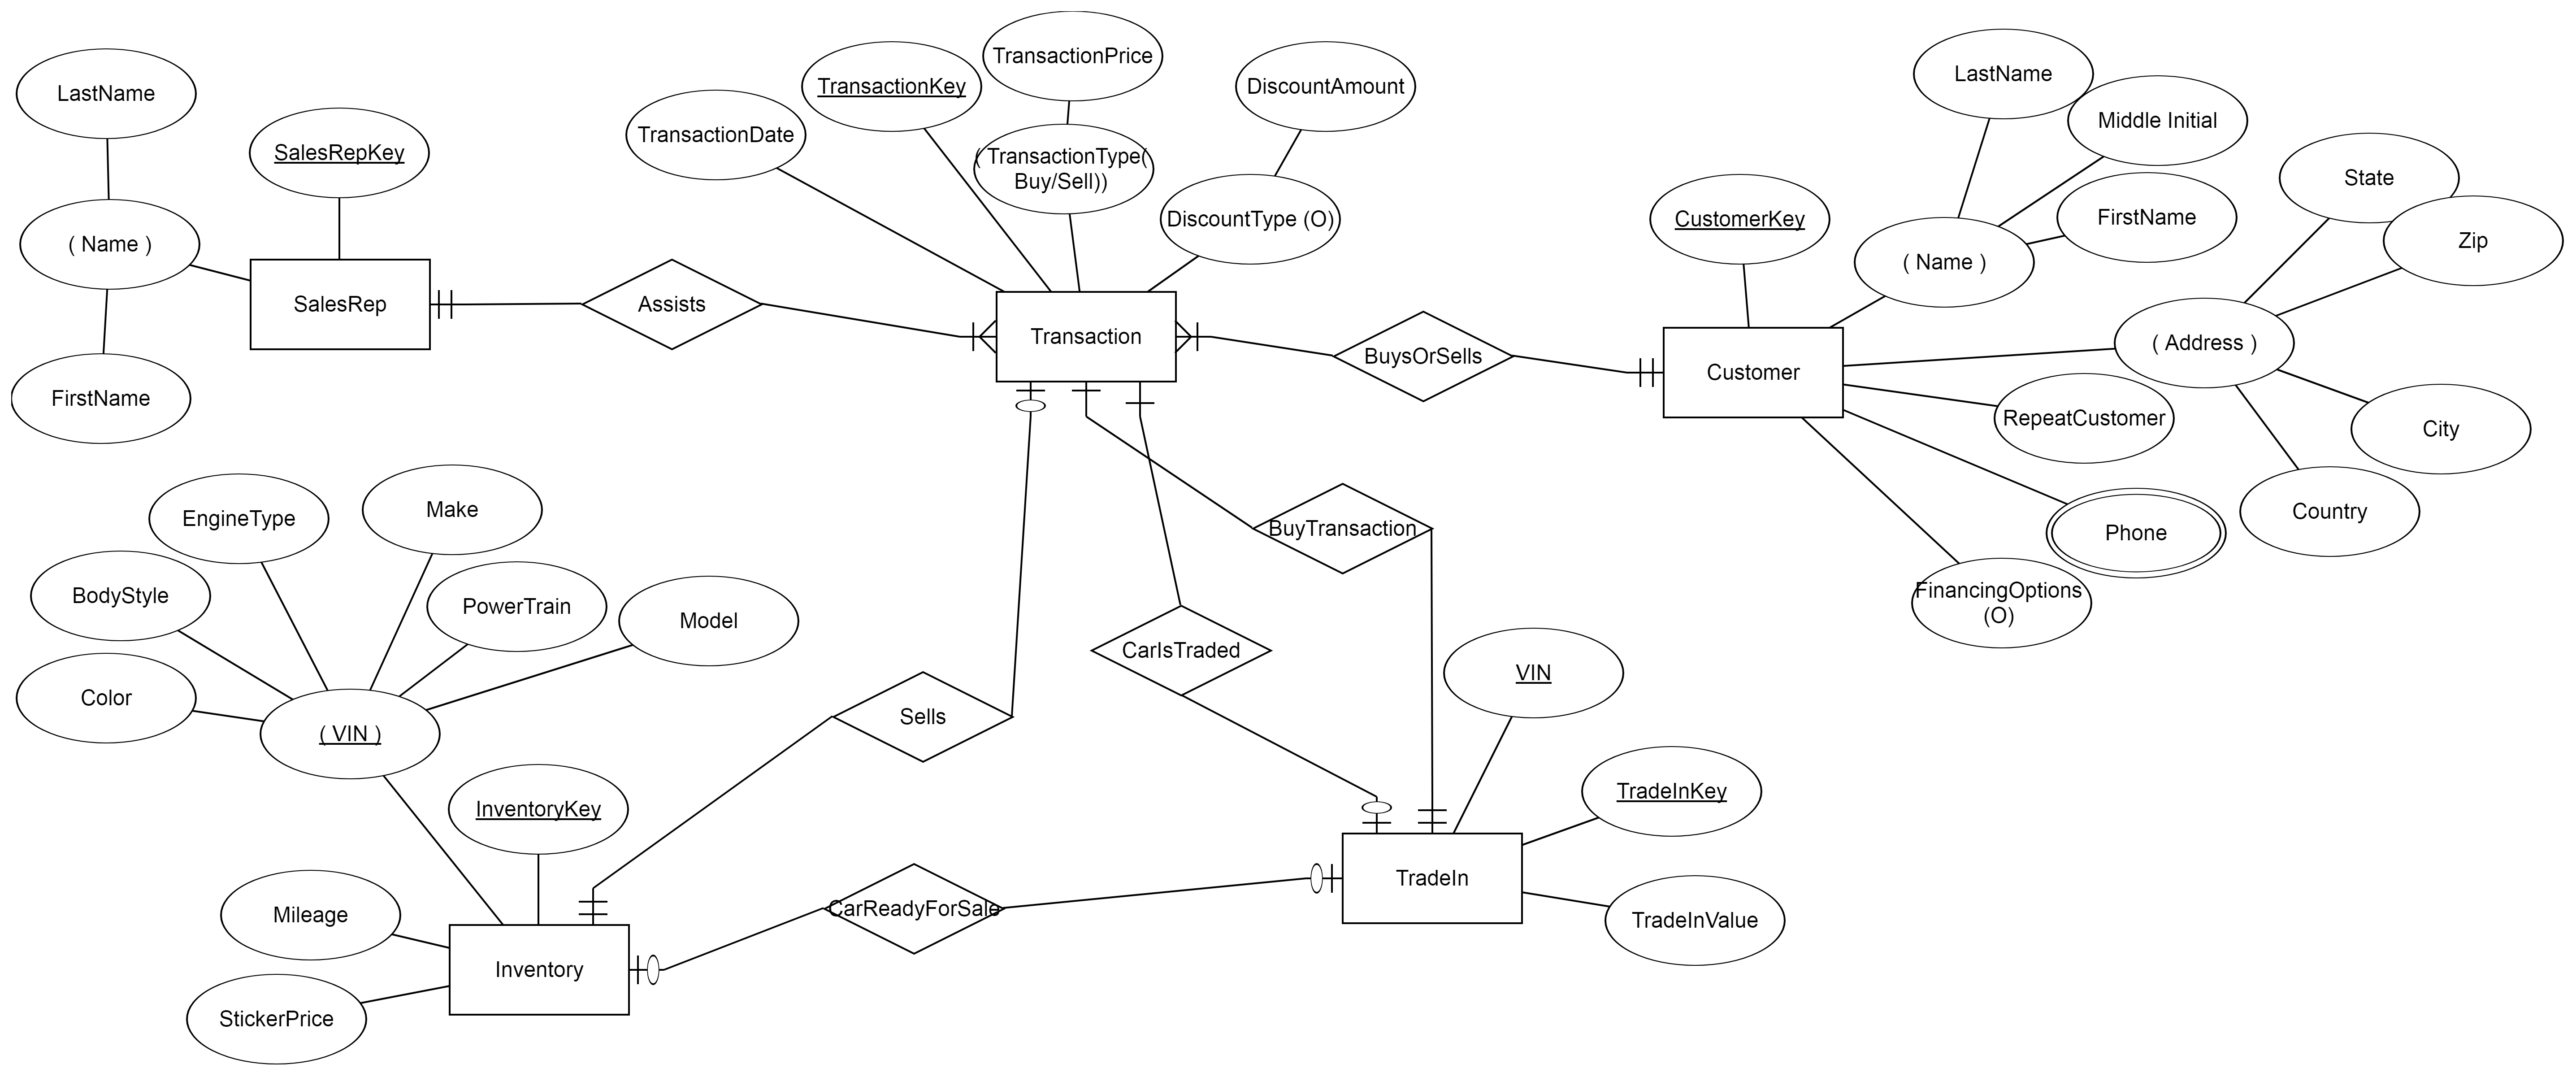 TransactionPrice
LastName
TransactionKey
DiscountAmount
LastName
Middle Initial
TransactionDate
SalesRepKey
( TransactionType(
Buy/Sell))
State
CustomerKey
FirstName
DiscountType (O)
Zip
( Name )
( Name )
SalesRep
Assists
Transaction
BuysOrSells
Customer
( Address )
FirstName
RepeatCustomer
City
EngineType
Make
BuyTransaction
Country
Phone
BodyStyle
PowerTrain
Model
FinancingOptions
(O)
CarIsTraded
VIN
Color
Sells
( VIN )
InventoryKey
TradeInKey
TradeIn
Mileage
CarReadyForSale
TradeInValue
Inventory
StickerPrice